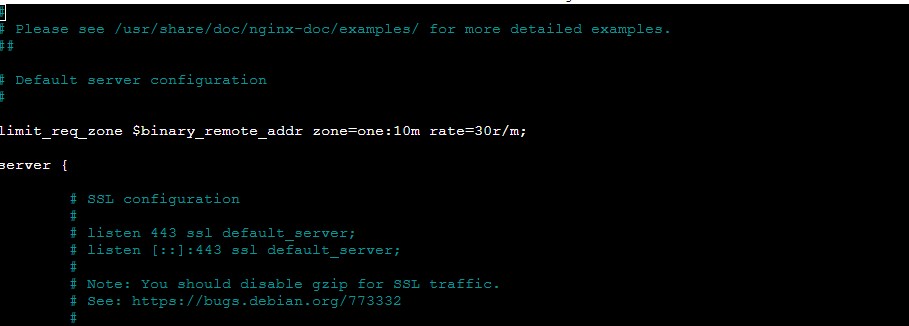 #
# Please see /usr/share/doc/nginx-doc/examples/ for more detailed examples.
##
# Default server configuration
#
limit_req_zone $binary_remote_addr zone=one:10m rate=30r/m;
server {
# SSL configuration
#
# listen 443 ssl default_server;
# listen [::]:443 ssl default_server;
#
# Note: You should disable gzip for SSL traffic.
# See: https://bugs.debian.org/773332
#